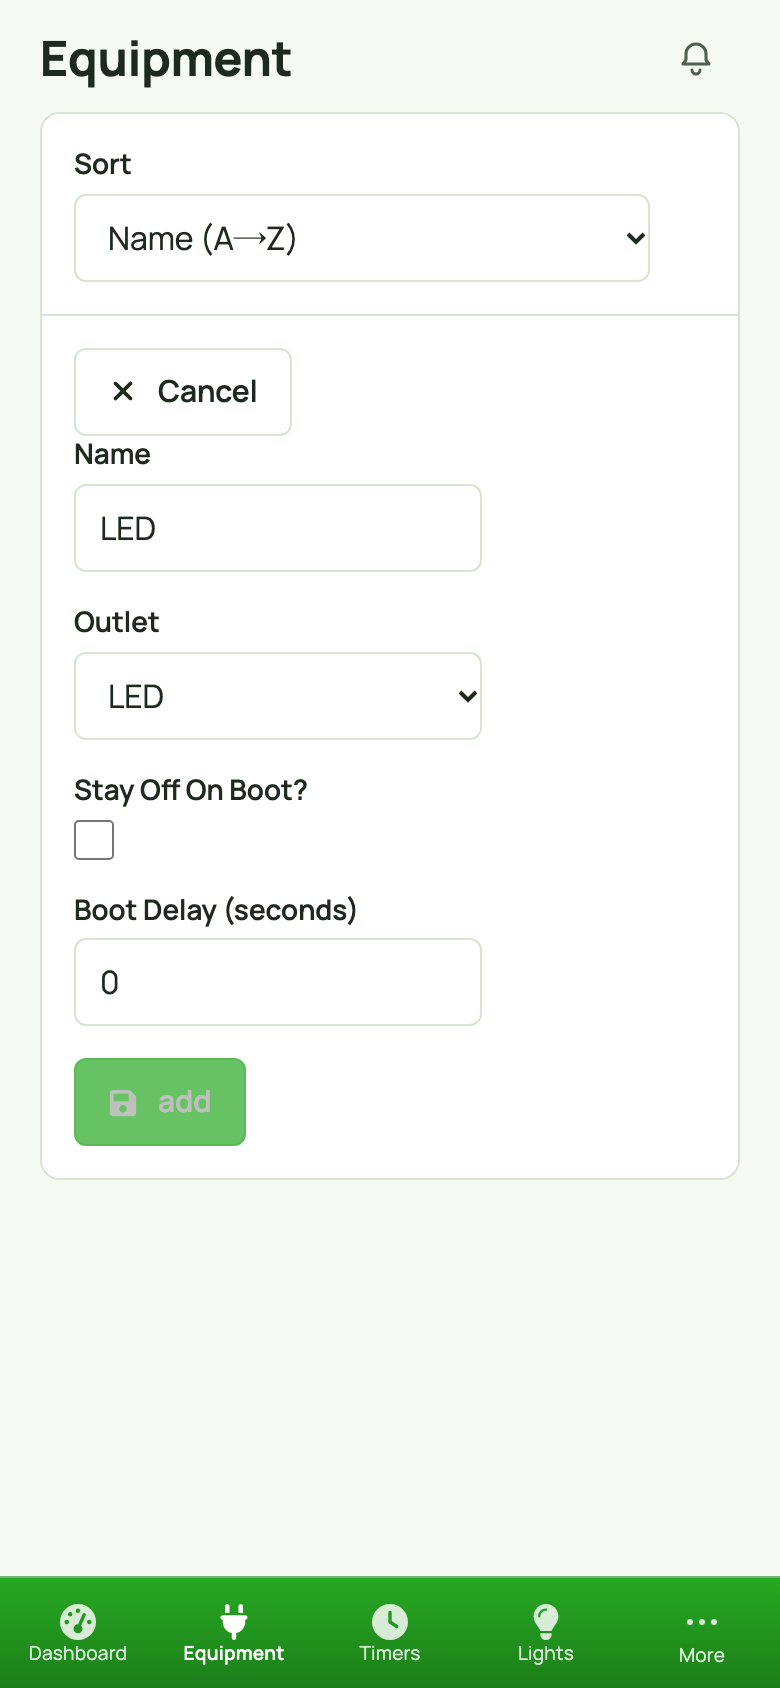 Equipment
Sort
Name (A→Z)
Cancel
Name
LED
Outlet
LED
Stay Off On Boot?
Boot Delay (seconds)
0
add
Dashboard
Equipment
Timers
Lights
More